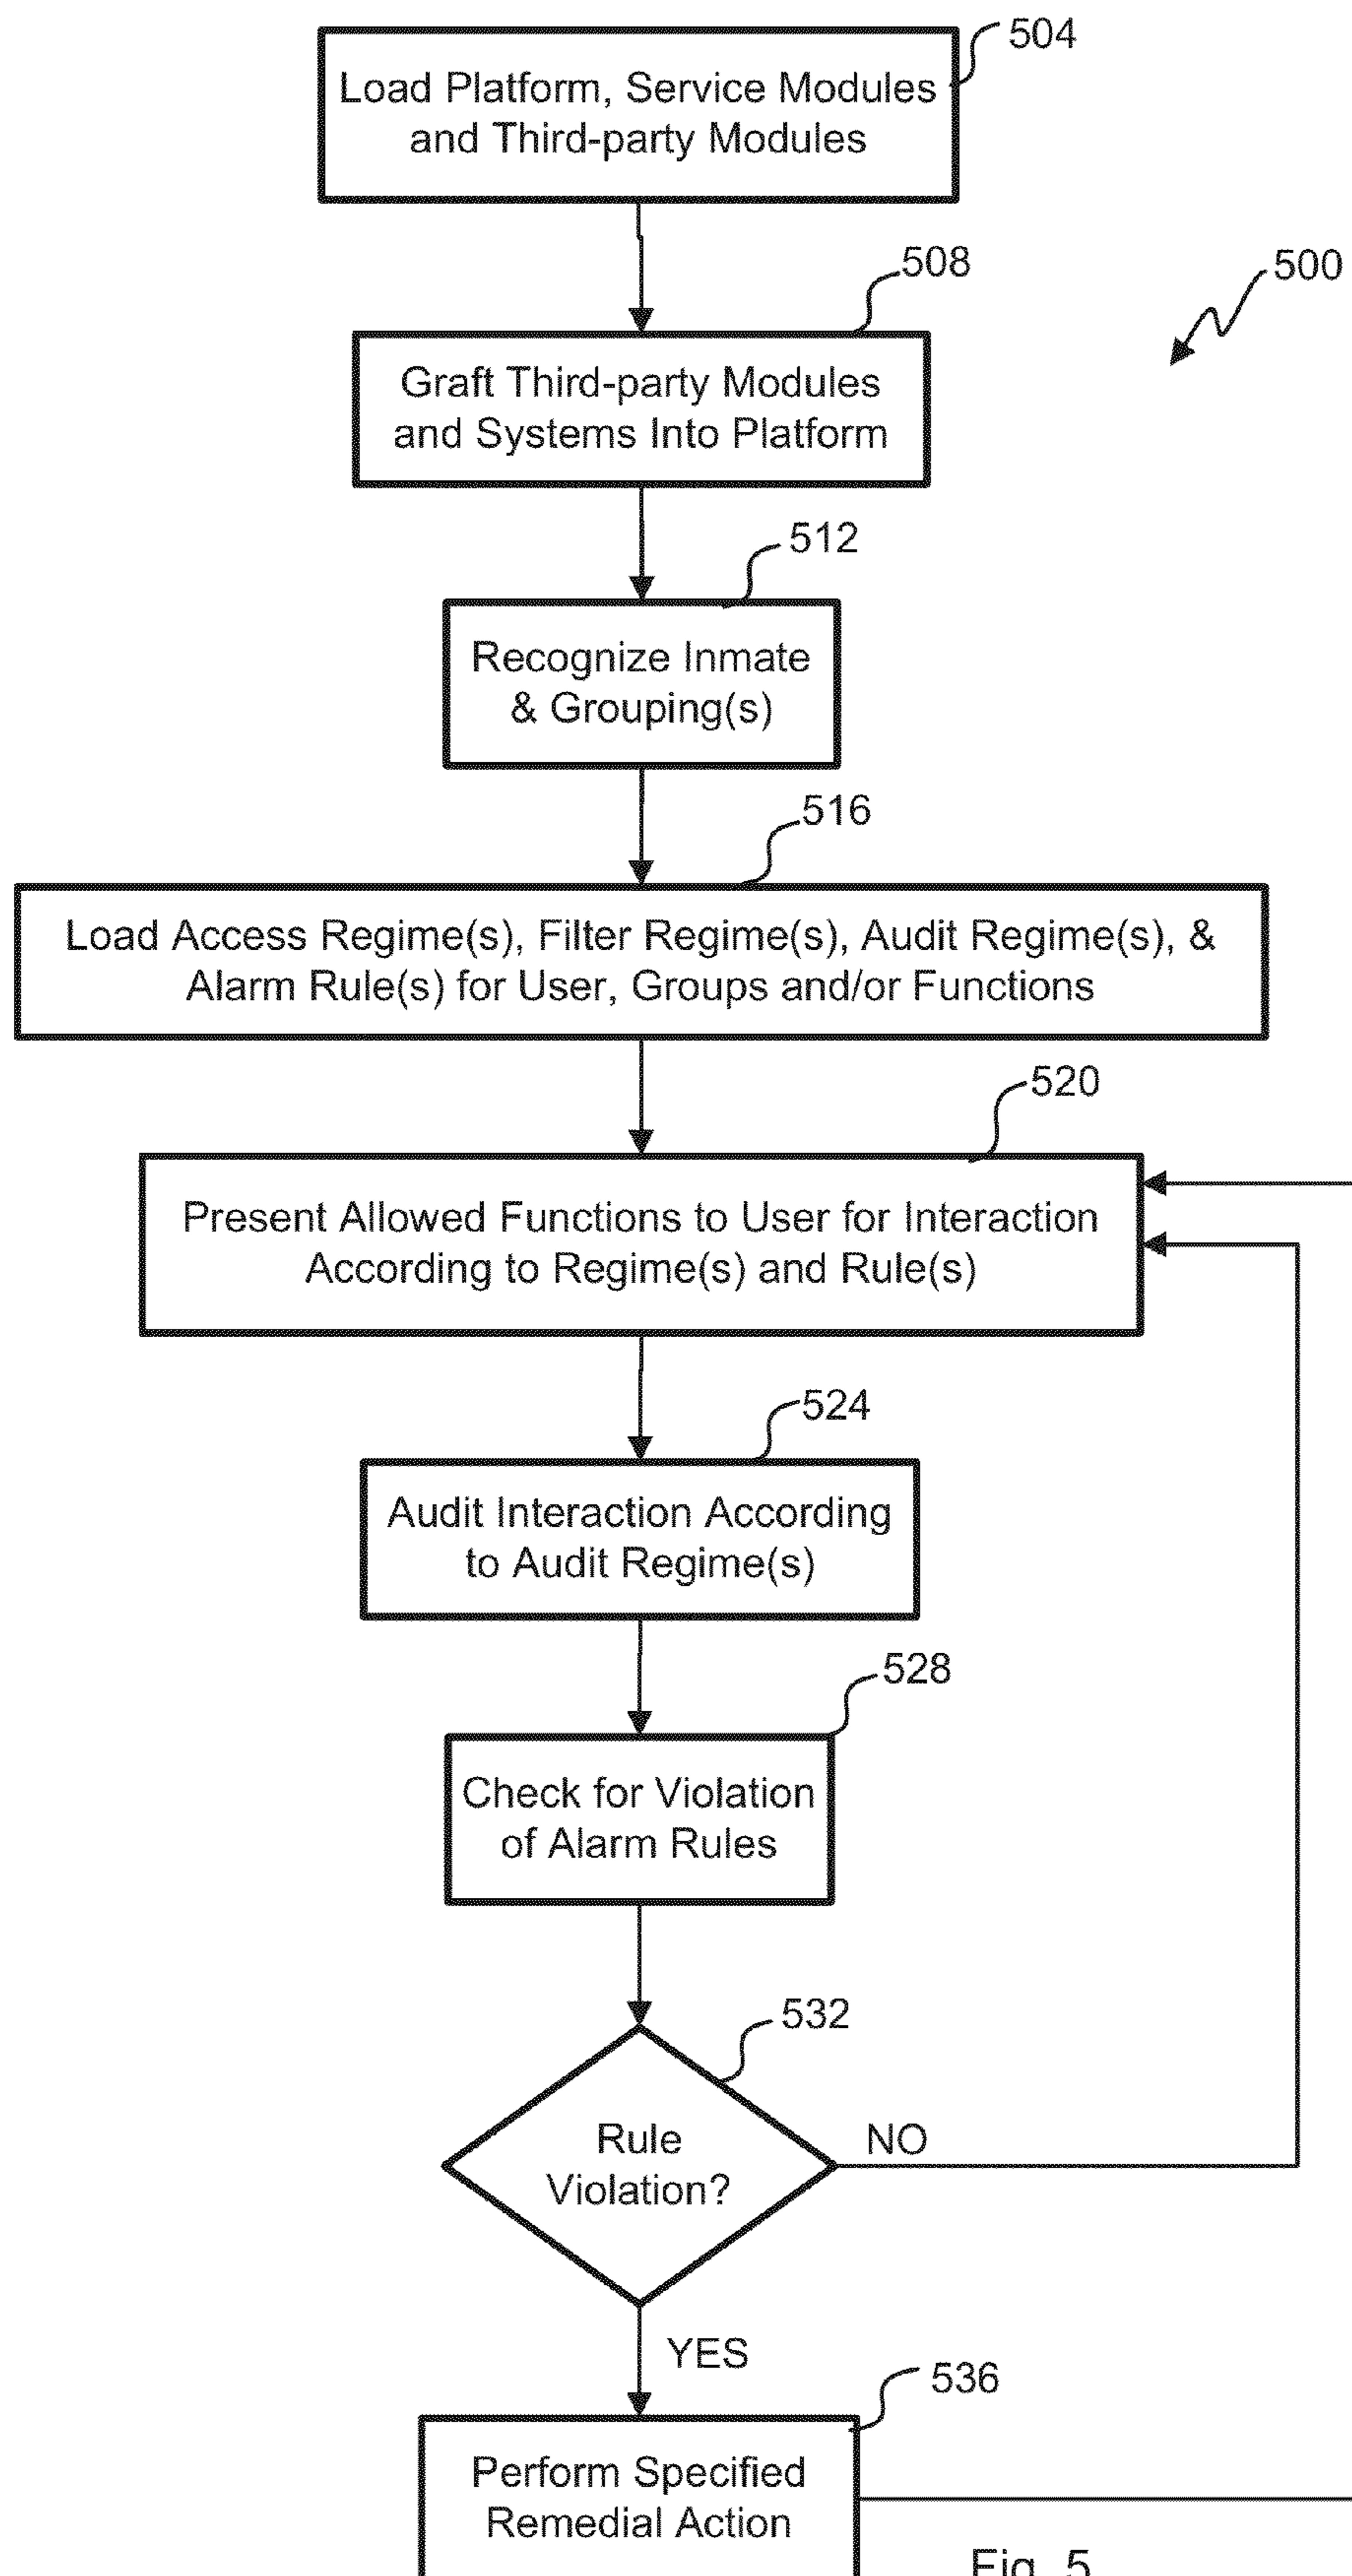 504
Load Platform, Service Modules
and Third-party Modules
508
500
Graft Third-party Modules
and Systems Into Platform
512
Recognize Inmate
& Grouping(s)
516
Load Access Regime(s), Filter Regime(s), Audit Regime(s), &
Alarm Rule(s) for User, Groups and/or Functions
520
Present Allowed Functions to User for Interaction
According to Regime(s) and Rule(s)
524
Audit Interaction According
to Audit Regime(s)
528
Check for Violation
of Alarm Rules
532
Rule
Violation?
NO
YES
536
Perform Specified
Remedial Action
Fig. 5